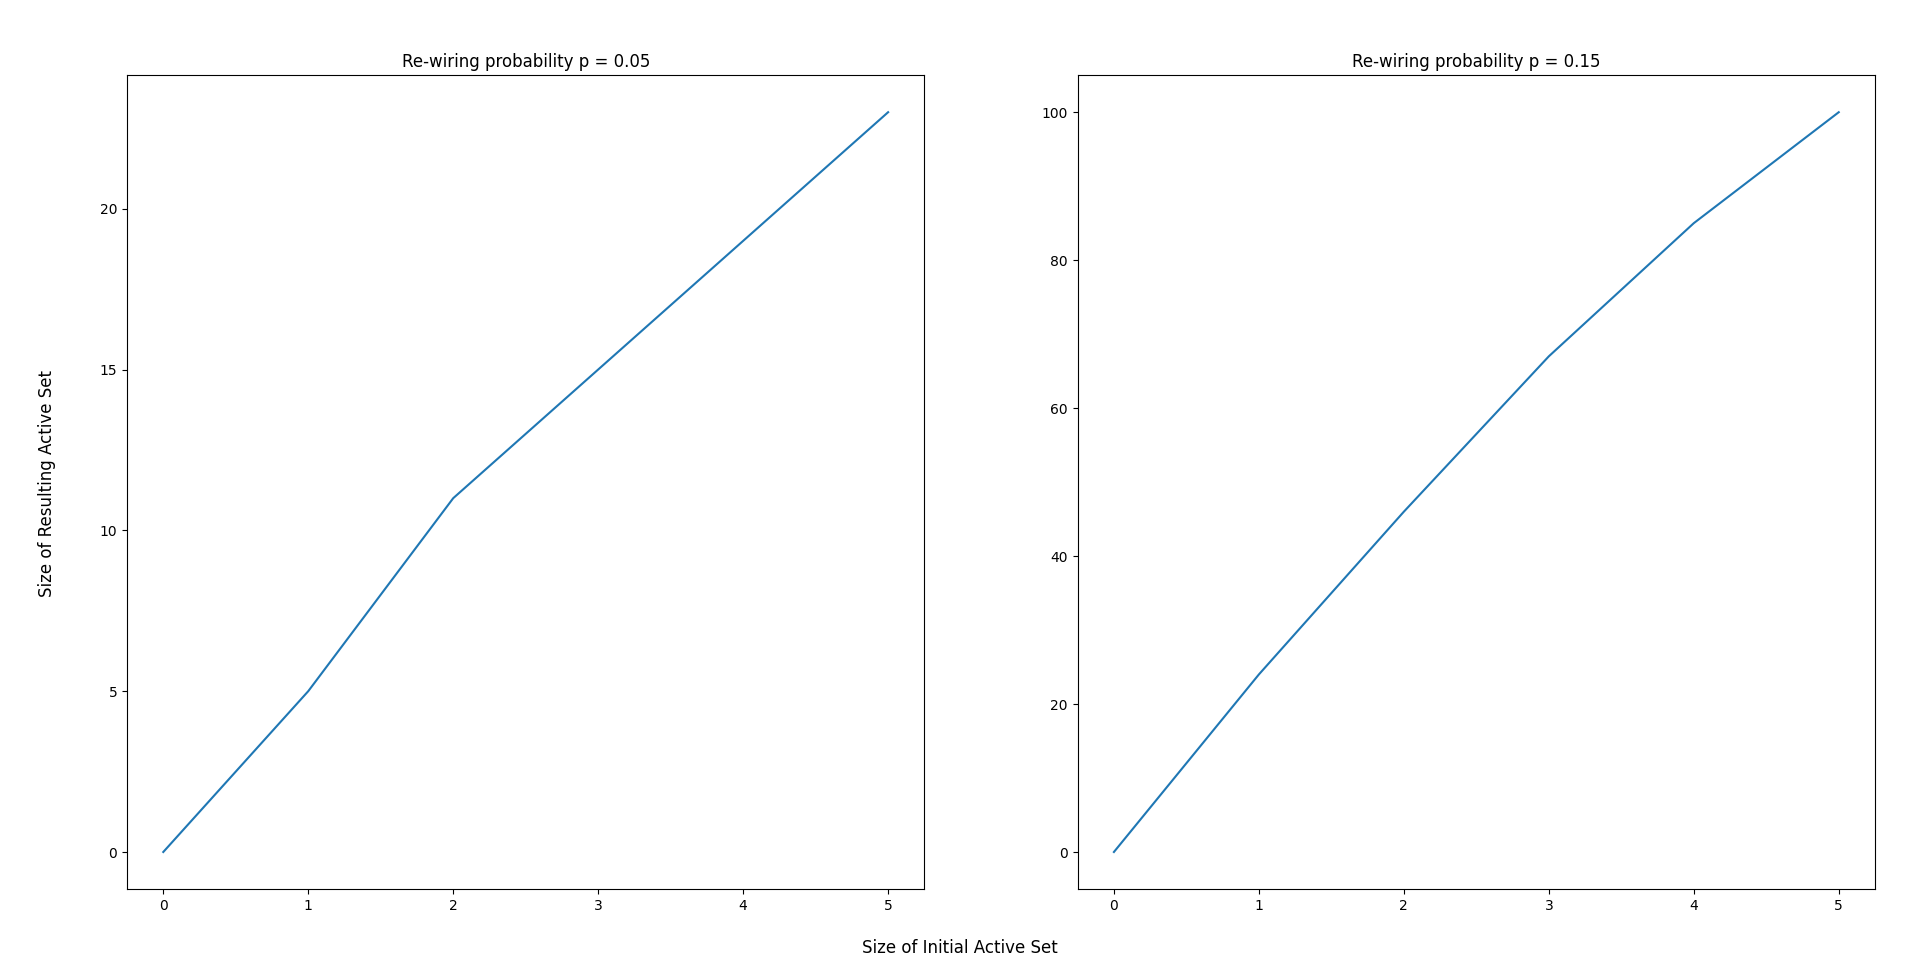 Re-wiring probability p = 0.05
20
15
10
5
0
0 1 2 3 4 5
Re-wiring probability p = 0.15
100
80
60
40
20
0
0 1 2 3 4 5
Size of Resulting Active Set
Size of Initial Active Set